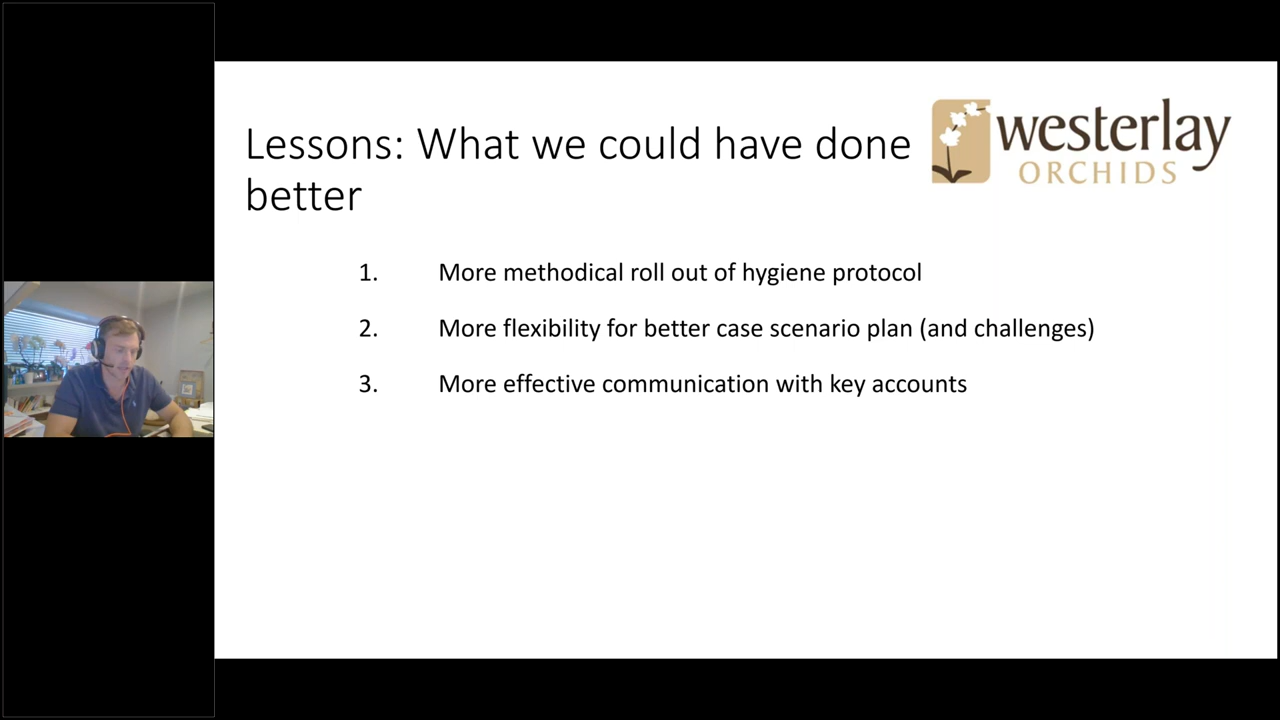 Lessons: What we could have done
better
westerlay
ORCHIDS
1. More methodical roll out of hygiene protocol
2. More flexibility for better case scenario plan (and challenges)
3. More effective communication with key accounts